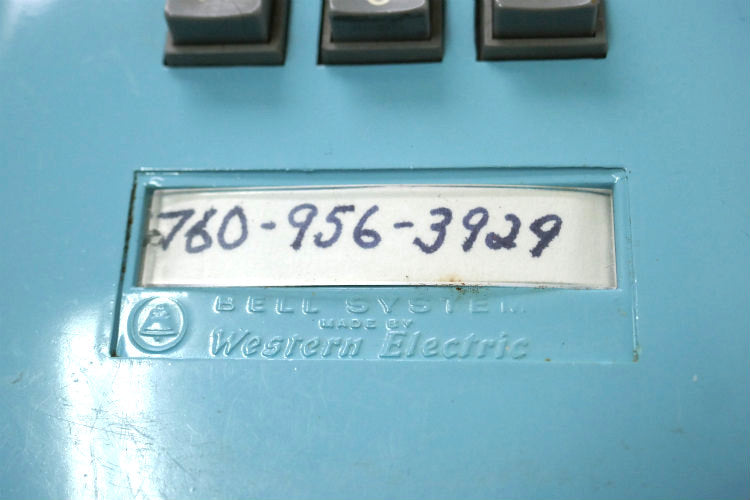 760-956-3929
BELL SYSTEM
MADE BY
Western Electric